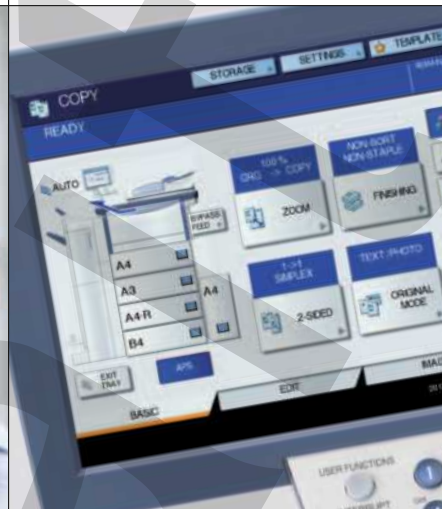 STORAGE
SETTINGS
TEMPLATE
COPY
READY
AUTO
100 %
ORG -> COPY
ZOOM
NON-SORT
NON-STAPLE
FINISHING
BYPASS
FEED
A4
A3
A4
A4-R
B4
1->1
SIMPLEX
2-SIDED
TEXT/PHOTO
ORIGINAL
MODE
EXIT
TRAY
APS
BASIC
EDIT
IMAG
USER FUNCTIONS